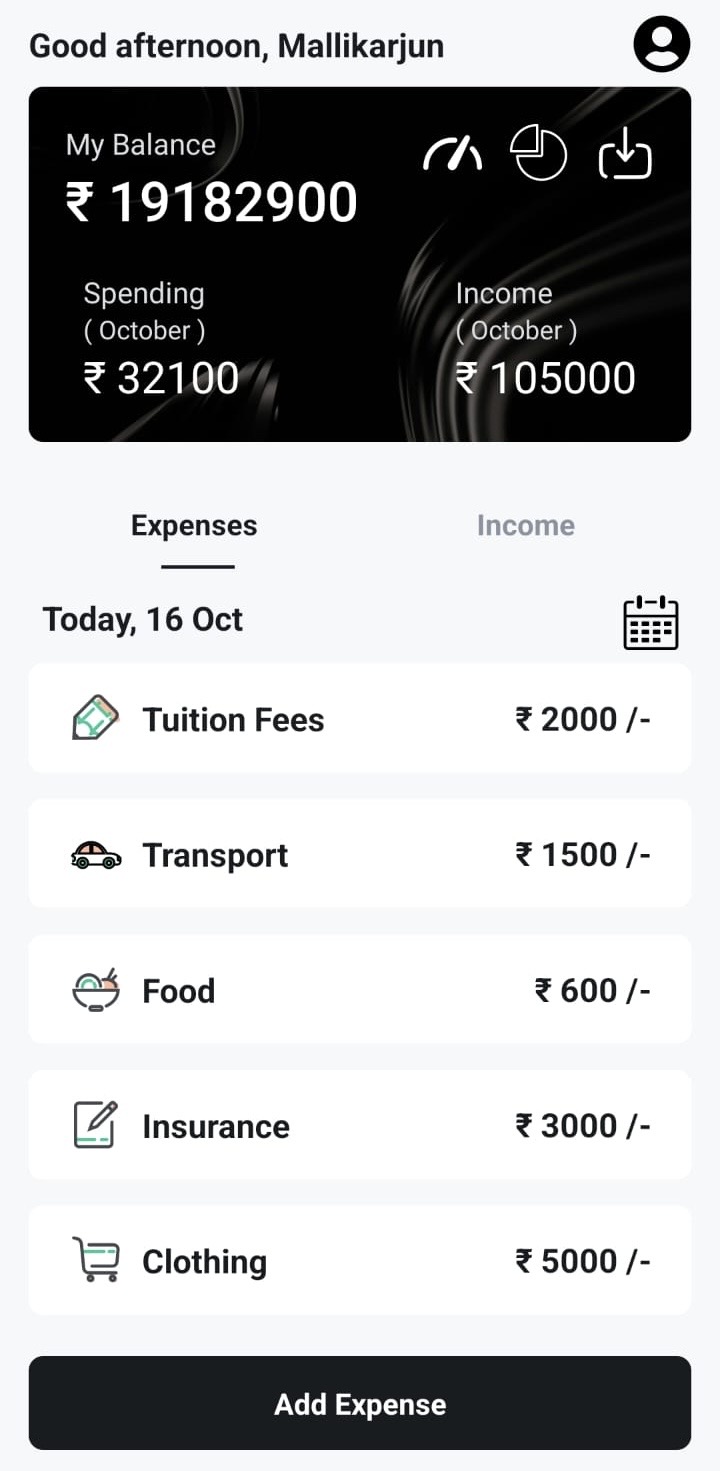 Good afternoon, Mallikarjun
My Balance
₹ 19182900
Spending
( October )
₹ 32100
Income
( October )
₹ 105000
Expenses
Income
Today, 16 Oct
Tuition Fees ₹ 2000 /-
Transport ₹ 1500 /-
Food ₹ 600 /-
Insurance ₹ 3000 /-
Clothing ₹ 5000 /-
Add Expense